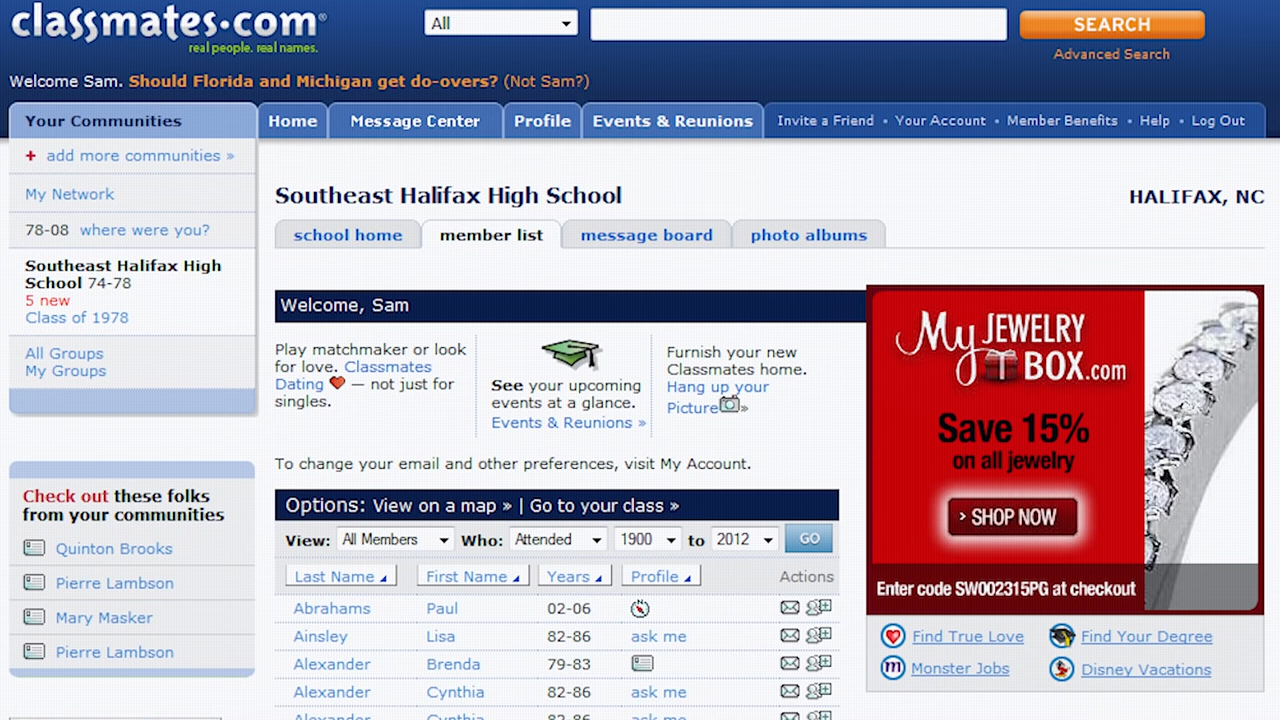 classmates·com®
real people. real names.
All
SEARCH
Advanced Search
Welcome Sam. Should Florida and Michigan get do-overs? (Not Sam?)
Your Communities
Home
Message Center
Profile
Events & Reunions
Invite a Friend • Your Account • Member Benefits • Help • Log Out
+ add more communities »
My Network
78-08 where were you?
Southeast Halifax High
School 74-78
5 new
Class of 1978
All Groups
My Groups
Check out these folks
from your communities
Quinton Brooks
Pierre Lambson
Mary Masker
Pierre Lambson
Southeast Halifax High School
HALIFAX, NC
school home
member list
message board
photo albums
Welcome, Sam
Play matchmaker or look
for love. Classmates
Dating — not just for
singles.
See your upcoming
events at a glance.
Events & Reunions »
Furnish your new
Classmates home.
Hang up your
Picture »
To change your email and other preferences, visit My Account.
Options: View on a map » | Go to your class »
View: All Members Who: Attended 1900 to 2012 GO
Last Name First Name Years Profile Actions
Abrahams Paul 02-06
Ainsley Lisa 82-86 ask me
Alexander Brenda 79-83
Alexander Cynthia 82-86 ask me
Alexander Cynthia 82-86 ask me
My JEWELRY
BOX.com
Save 15%
on all jewelry
› SHOP NOW
Enter code SW002315PG at checkout
Find True Love
Find Your Degree
m Monster Jobs
Disney Vacations